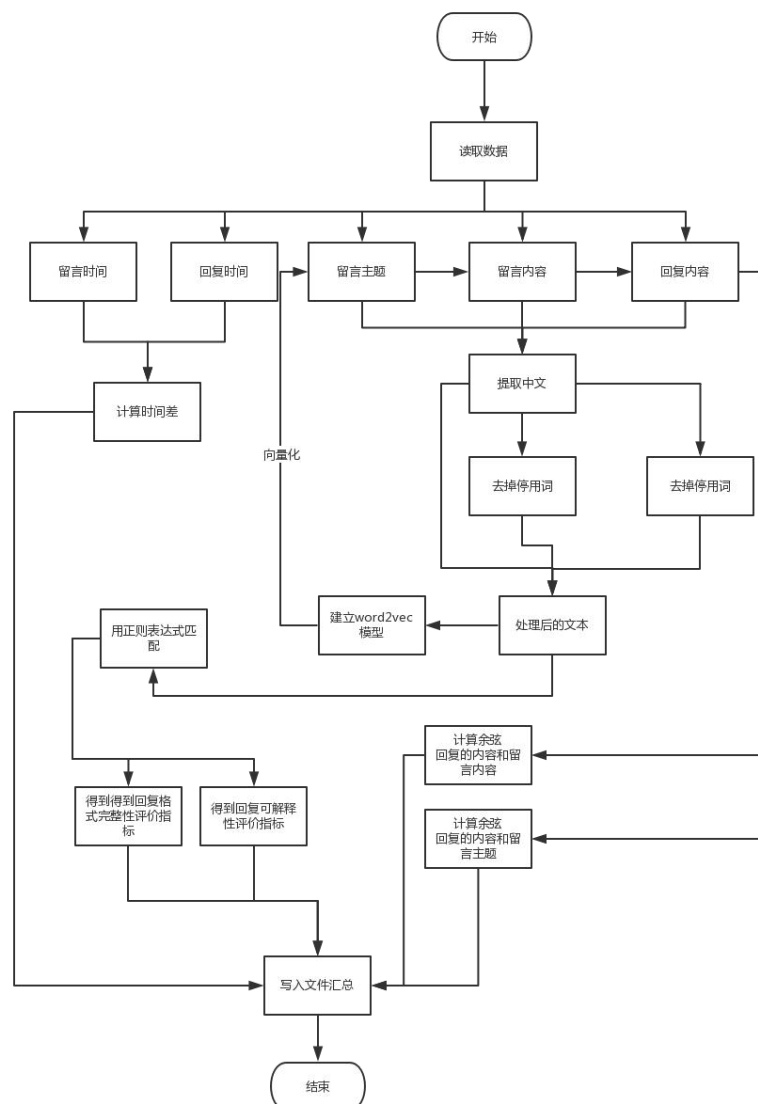 开始
读取数据
留言时间
回复时间
留言主题
留言内容
回复内容
提取中文
计算时间差
向量化
去掉停用词
去掉停用词
用正则表达式匹
配
建立word2vec
模型
处理后的文本
计算余弦
回复的内容和留
言内容
得到得到回复格
式完整性评价指
标
得到回复可解释
性评价指标
计算余弦
回复的内容和留
言主题
写入文件汇总
结束